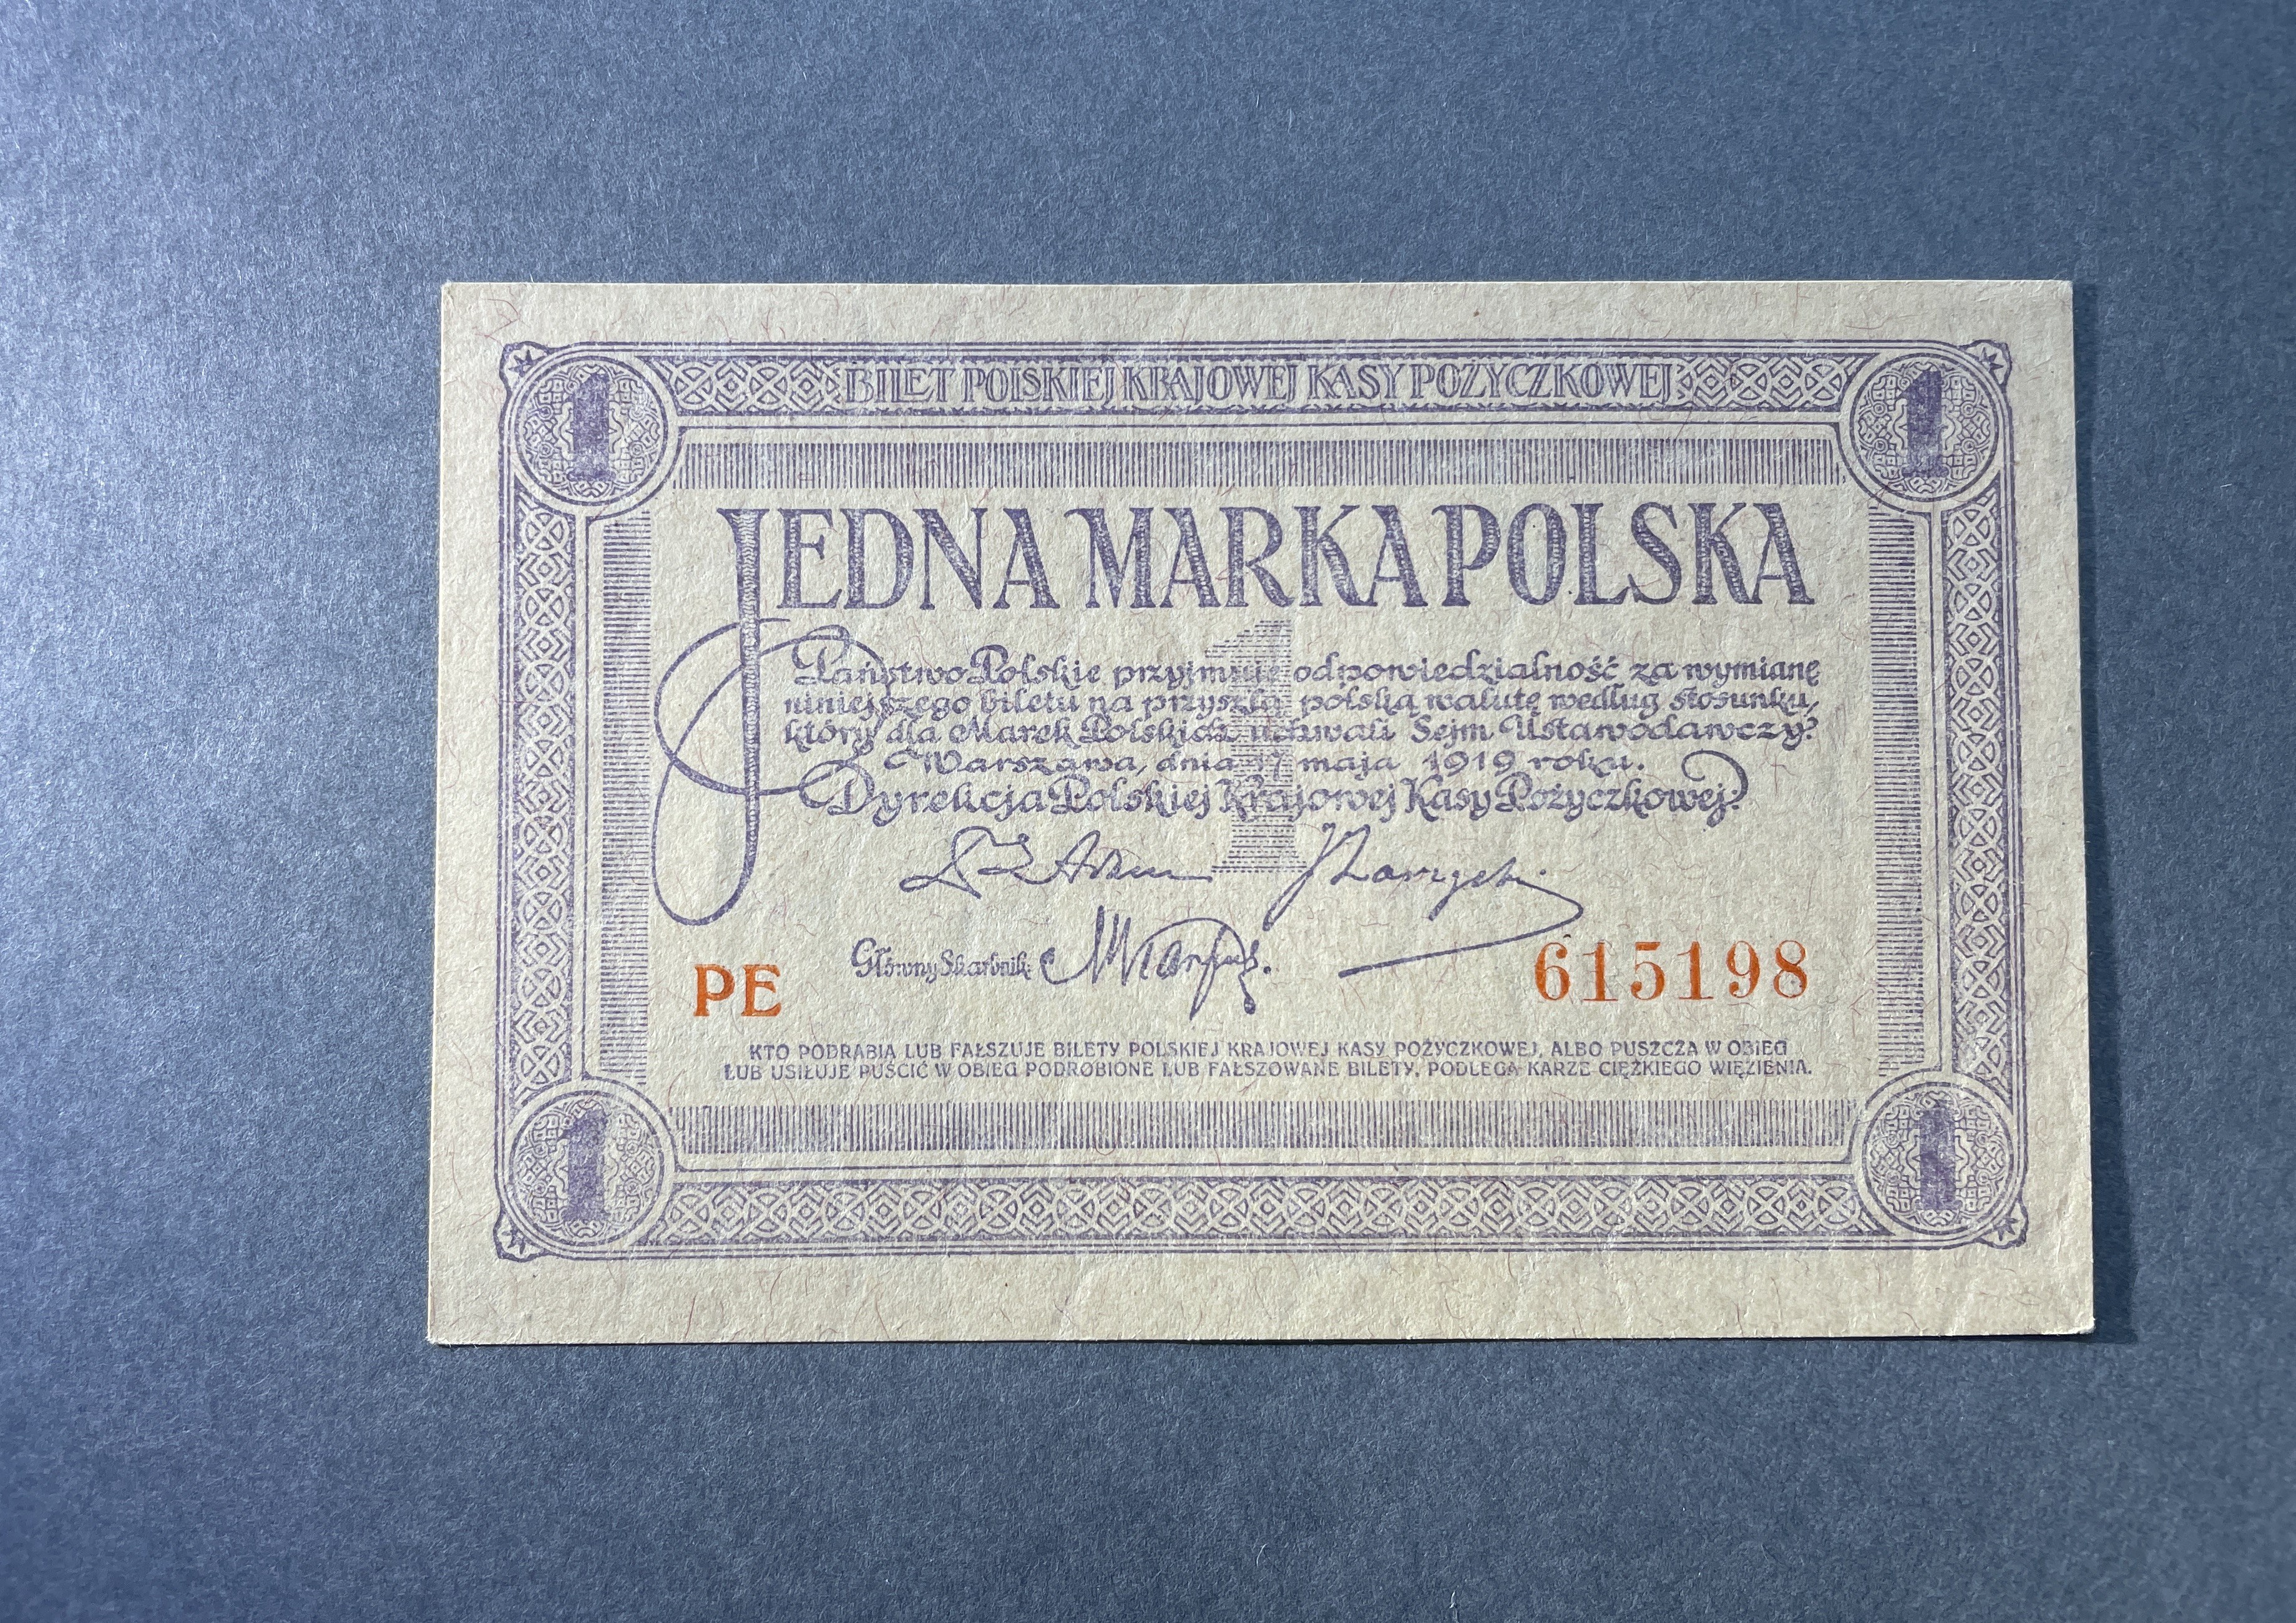 1 BILET POLSKIEJ KRAJOWEJ KASY POŻYCZKOWEJ 1
JEDNA MARKA POLSKA
1
Państwo Polskie przyjmuje odpowiedzialność za wymianę
niniejszego biletu na przyszłą polską walutę według stosunku,
który dla Marek Polskich uchwali Sejm Ustawodawczy.
Warszawa, dnia 17 maja 1919 roku.
Dyrekcja Polskiej Krajowej Kasy Pożyczkowej:
Główny Skarbnik:
PE 615198
KTO PODRABIA LUB FAŁSZUJE BILETY POLSKIEJ KRAJOWEJ KASY POŻYCZKOWEJ, ALBO PUSZCZA W OBIEG
LUB USIŁUJE PUŚCIĆ W OBIEG PODROBIONE LUB FAŁSZOWANE BILETY, PODLEGA KARZE CIĘŻKIEGO WIĘZIENIA.
1 1